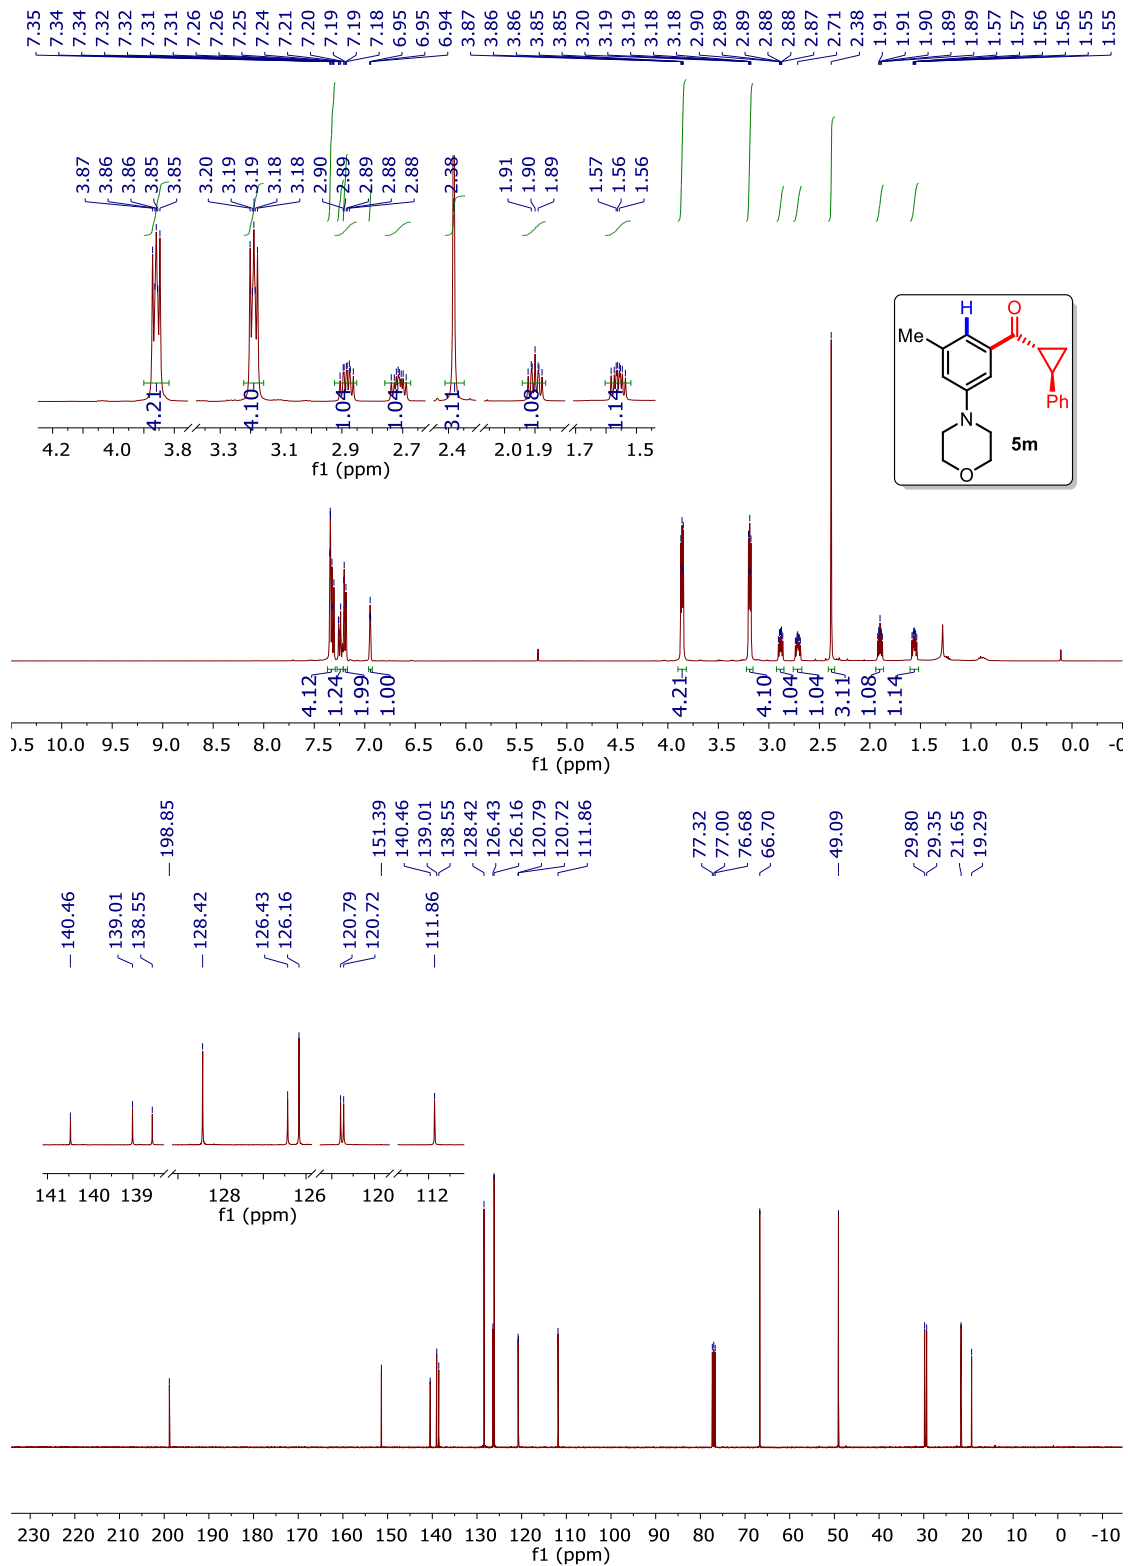 7.35 7.34 7.34 7.32 7.32 7.31 7.31 7.26 7.26 7.25 7.24 7.21 7.20 7.19 7.19 7.18 6.95 6.95 6.94 3.87 3.86 3.86 3.85 3.85 3.20 3.19 3.19 3.18 3.18 2.90 2.89 2.89 2.88 2.88 2.87 2.71 2.38 1.91 1.91 1.90 1.89 1.89 1.57 1.57 1.56 1.56 1.55 1.55
3.87 3.86 3.86 3.85 3.85 3.20 3.19 3.19 3.18 3.18 2.90 2.89 2.89 2.88 2.88 2.38 1.91 1.90 1.89 1.57 1.56 1.56
H O
Me
Ph
N
5m
O
4.21 4.10 1.04 1.04 3.11 1.08 1.14
4.2 4.0 3.8 3.3 3.1 2.9 2.7 2.4 2.0 1.9 1.7 1.5
f1 (ppm)
4.12 1.24 1.99 1.00 4.21 4.10 1.04 1.04 3.11 1.08 1.14
0.5 10.0 9.5 9.0 8.5 8.0 7.5 7.0 6.5 6.0 5.5 5.0 4.5 4.0 3.5 3.0 2.5 2.0 1.5 1.0 0.5 0.0 -0
f1 (ppm)
198.85 151.39 140.46 139.01 138.55 128.42 126.43 126.16 120.79 120.72 111.86 77.32 77.00 76.68 66.70 49.09 29.80 29.35 21.65 19.29
140.46 139.01 138.55 128.42 126.43 126.16 120.79 120.72 111.86
141 140 139 128 126 120 112
f1 (ppm)
230 220 210 200 190 180 170 160 150 140 130 120 110 100 90 80 70 60 50 40 30 20 10 0 -10
f1 (ppm)